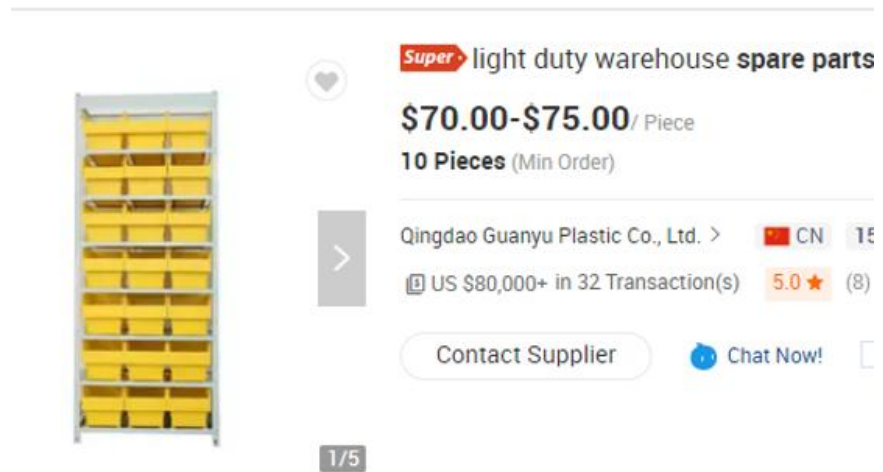 Super light duty warehouse spare parts
$70.00-$75.00/ Piece
10 Pieces (Min Order)
Qingdao Guanyu Plastic Co., Ltd. > CN 15
US $80,000+ in 32 Transaction(s) 5.0 ★ (8)
Contact Supplier Chat Now!
1/5